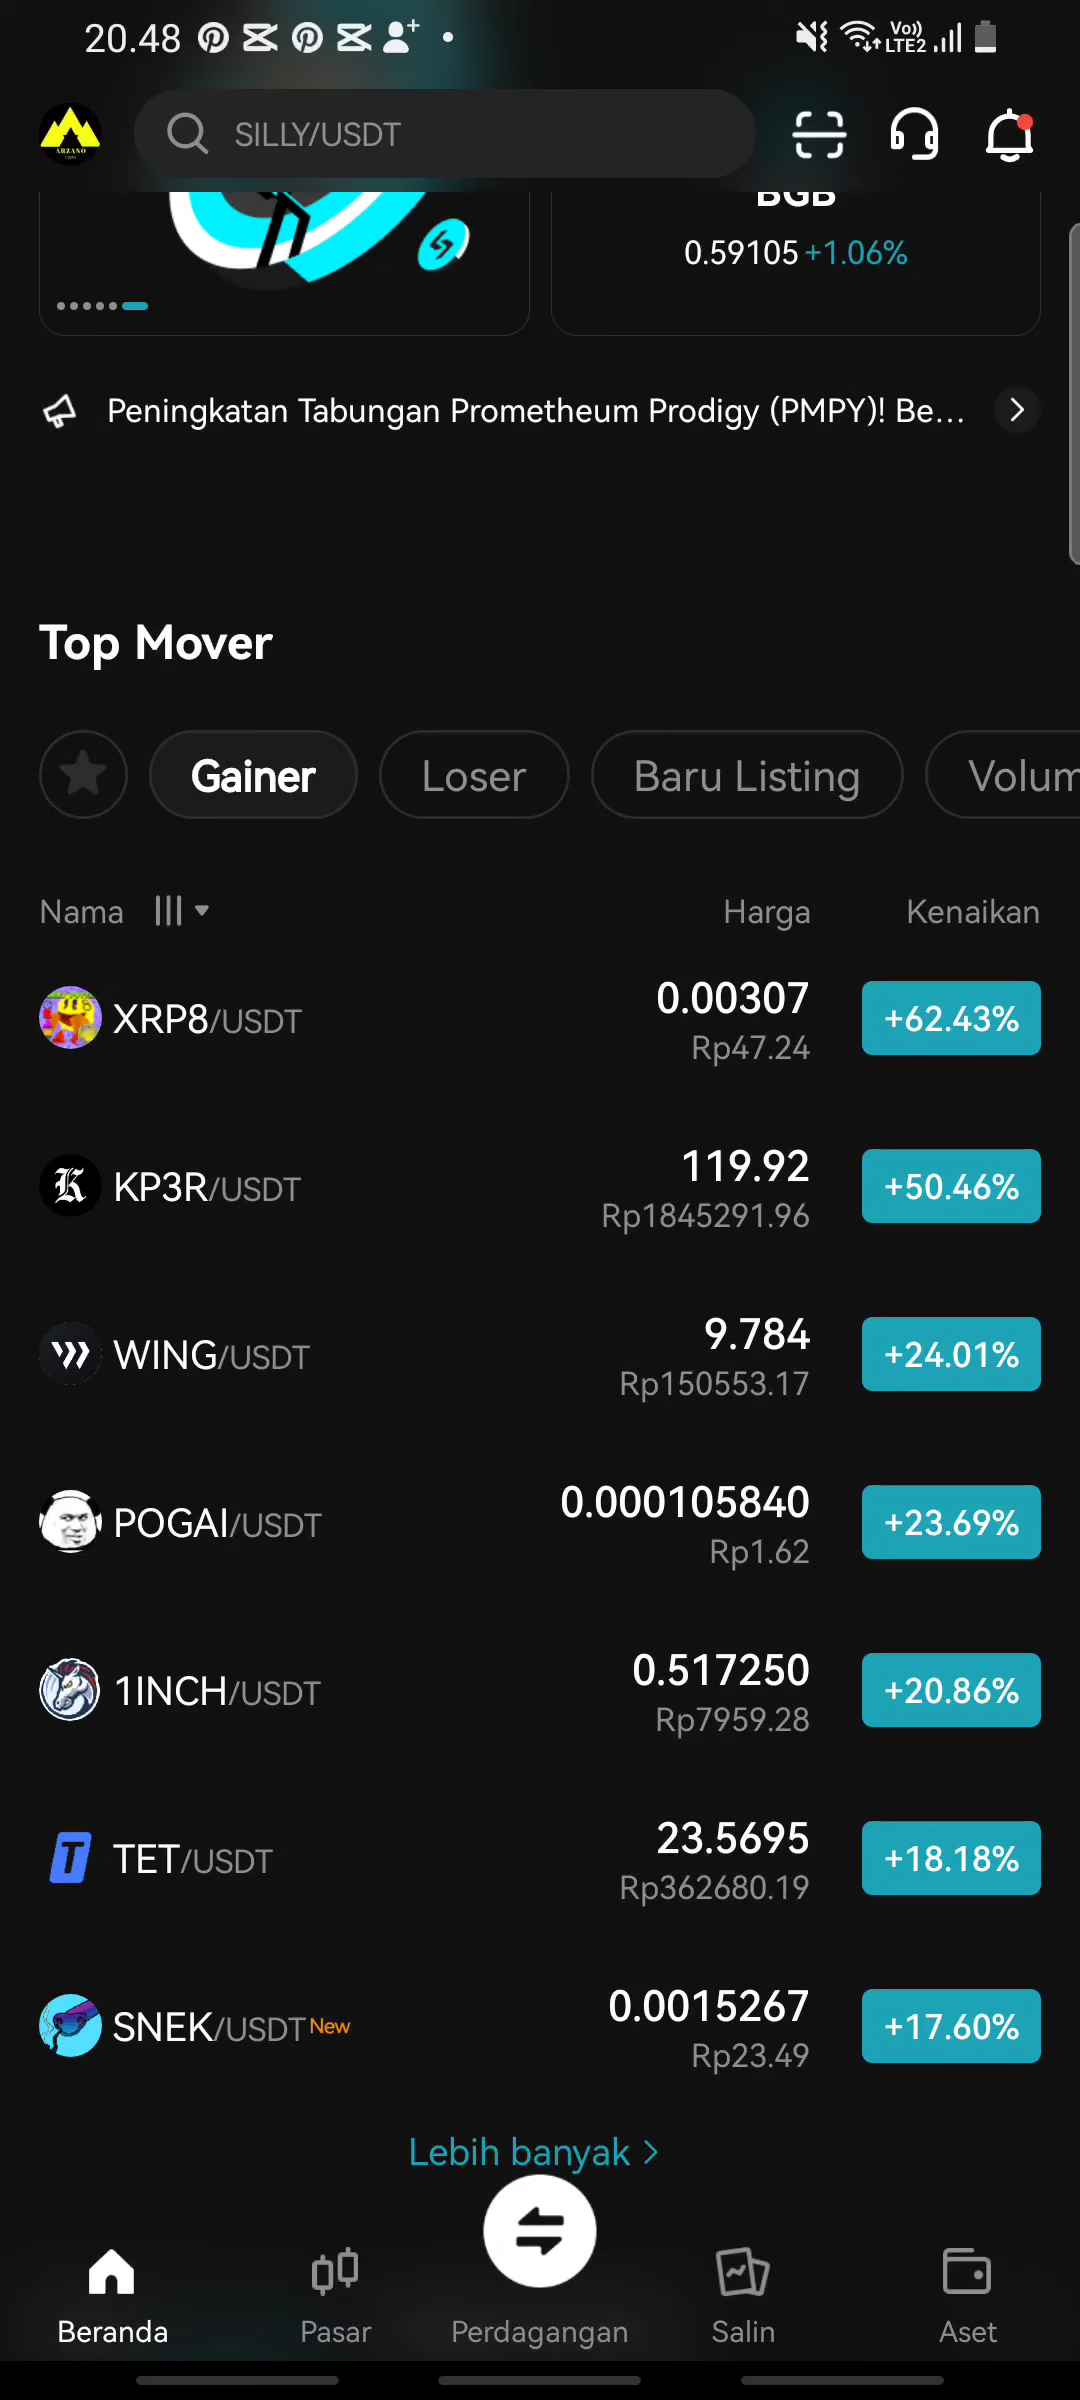 20.48
Vo))
LTE2
ARZANO
SILLY/USDT
BGB
0.59105 +1.06%
Peningkatan Tabungan Prometheum Prodigy (PMPY)! Be...
Top Mover
Gainer
Loser
Baru Listing
Volum
Nama
Harga
Kenaikan
XRP8/USDT
0.00307
Rp47.24
+62.43%
KP3R/USDT
119.92
Rp1845291.96
+50.46%
WING/USDT
9.784
Rp150553.17
+24.01%
POGAI/USDT
0.000105840
Rp1.62
+23.69%
1INCH/USDT
0.517250
Rp7959.28
+20.86%
TET/USDT
23.5695
Rp362680.19
+18.18%
SNEK/USDT New
0.0015267
Rp23.49
+17.60%
Lebih banyak
Beranda
Pasar
Perdagangan
Salin
Aset